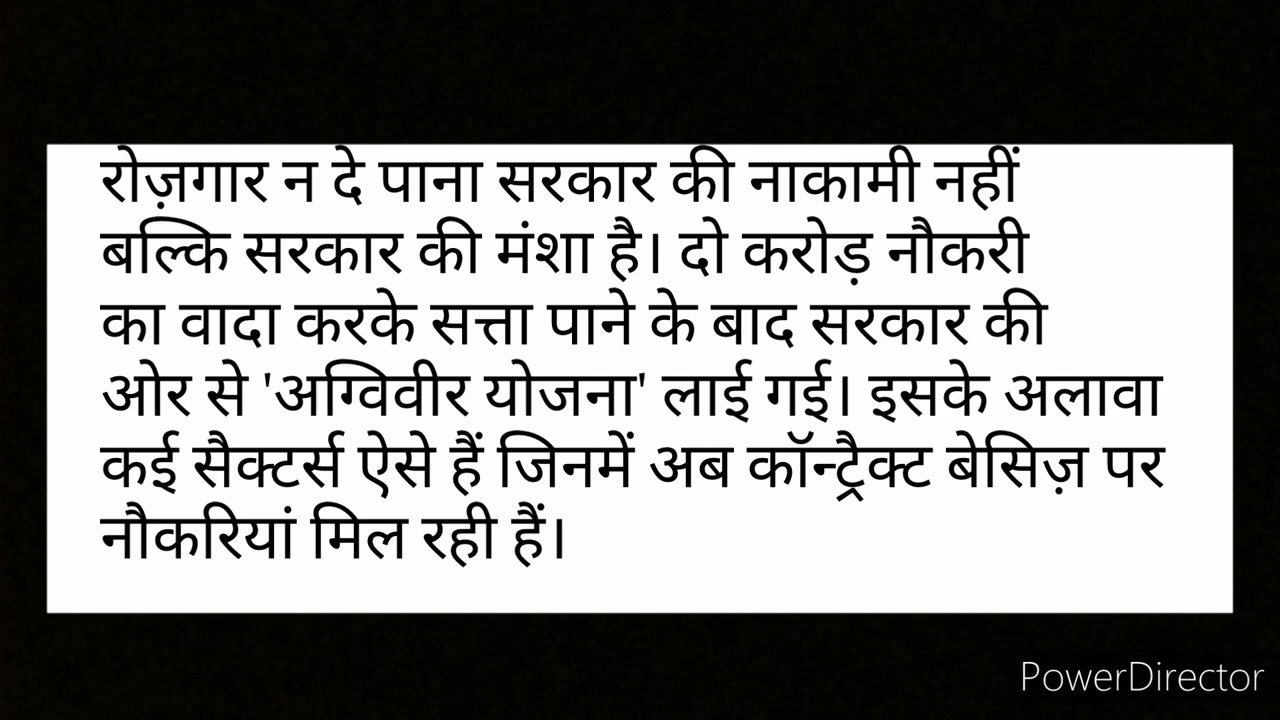 रोज़गार न दे पाना सरकार की नाकामी नहीं
बल्कि सरकार की मंशा है। दो करोड़ नौकरी
का वादा करके सत्ता पाने के बाद सरकार की
ओर से 'अग्विवीर योजना' लाई गई। इसके अलावा
कई सैक्टर्स ऐसे हैं जिनमें अब कॉन्ट्रैक्ट बेसिज़ पर
नौकरियां मिल रही हैं।
PowerDirector